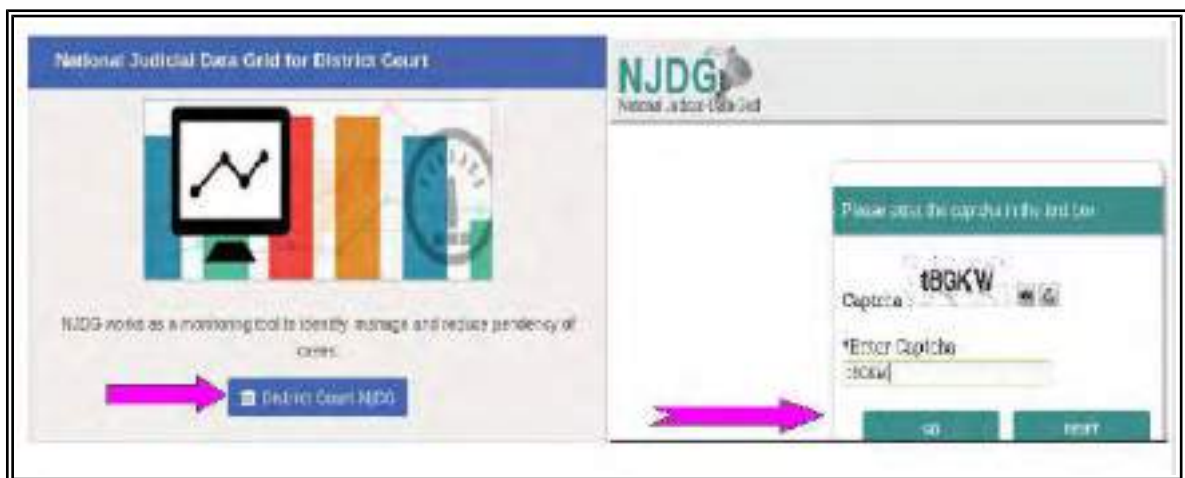 National Judicial Data Grid for District Court
NJDG works as a monitoring tool to identify, manage and reduce pendency of
cases.
District Court NJDG
NJDG
National Judicial Data Grid
Please enter the captcha in the text box
Captcha
tBGKW
*Enter Captcha
GO
RESET